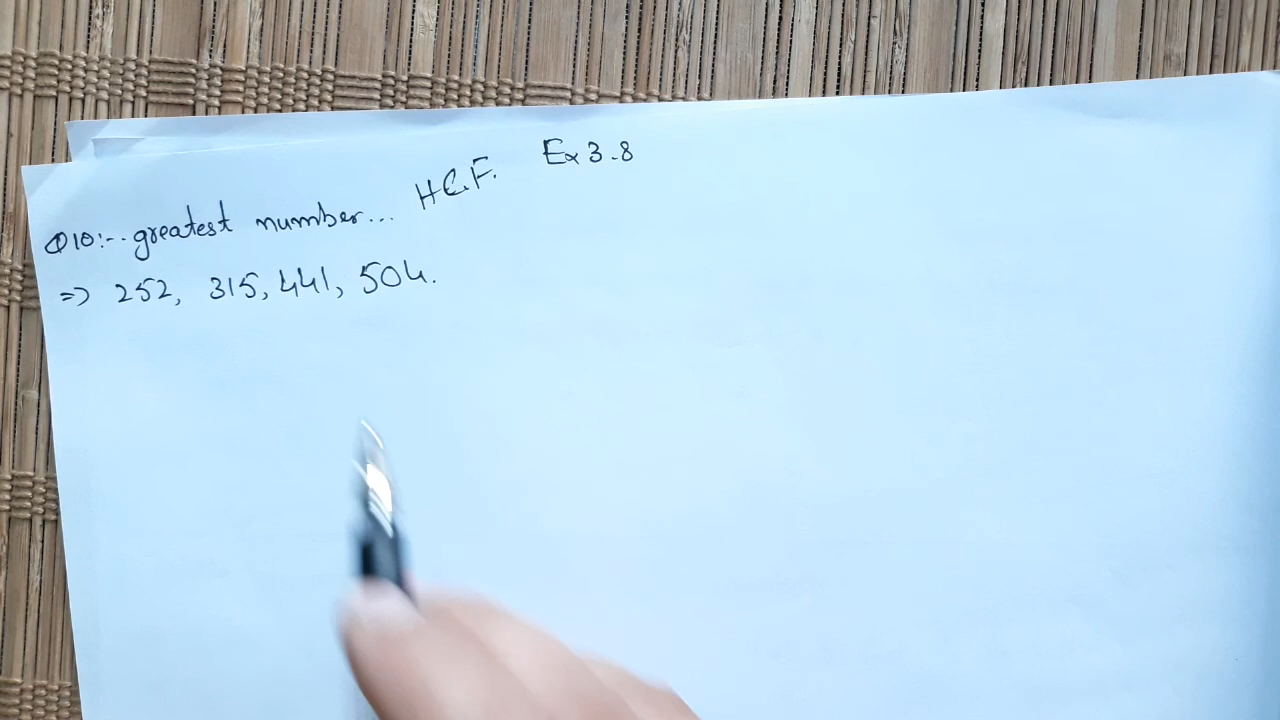 Ex 3.8
H.C.F.
Q10:-.. greatest number...
=> 252, 315, 441, 504.